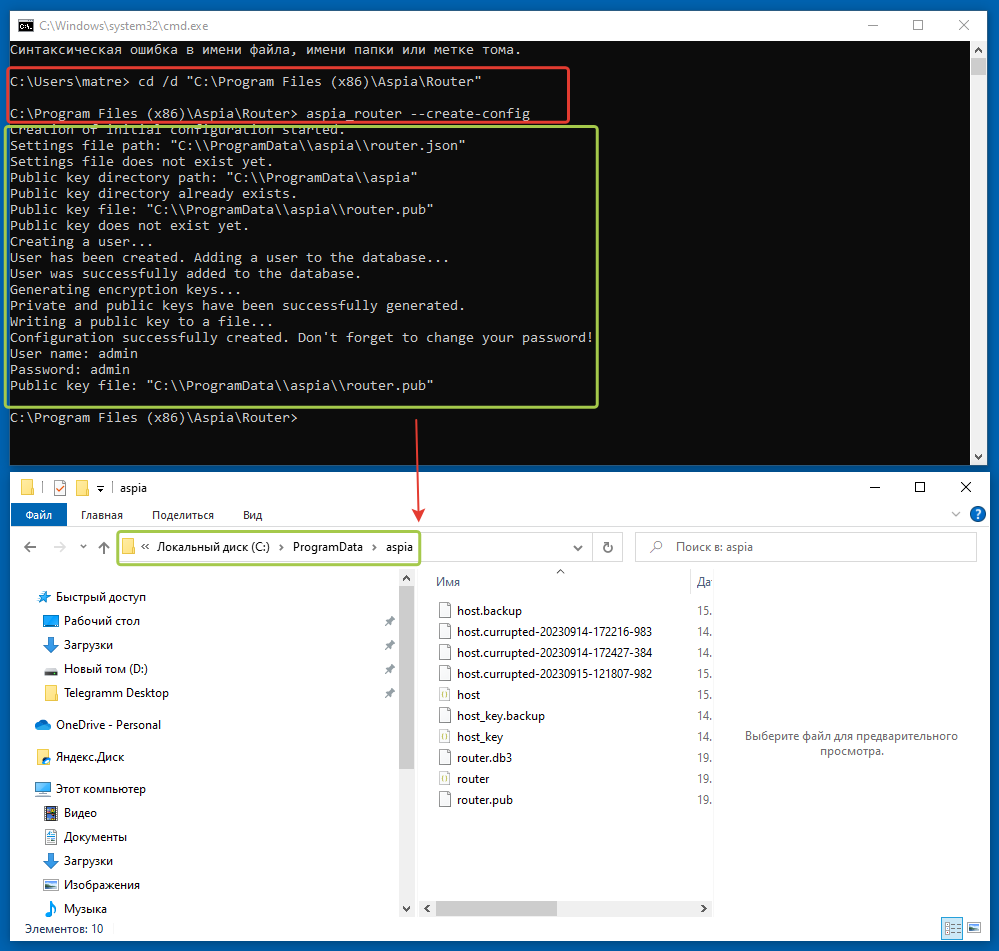 C:\Windows\system32\cmd.exe
Синтаксическая ошибка в имени файла, имени папки или метке тома.
C:\Users\matre> cd /d "C:\Program Files (x86)\Aspia\Router"
C:\Program Files (x86)\Aspia\Router> aspia_router --create-config
Creation of initial configuration started.
Settings file path: "C:\\ProgramData\\aspia\\router.json"
Settings file does not exist yet.
Public key directory path: "C:\\ProgramData\\aspia"
Public key directory already exists.
Public key file: "C:\\ProgramData\\aspia\\router.pub"
Public key does not exist yet.
Creating a user...
User has been created. Adding a user to the database...
User was successfully added to the database.
Generating encryption keys...
Private and public keys have been successfully generated.
Writing a public key to a file...
Configuration successfully created. Don't forget to change your password!
User name: admin
Password: admin
Public key file: "C:\\ProgramData\\aspia\\router.pub"
C:\Program Files (x86)\Aspia\Router>
aspia
Файл Главная Поделиться Вид
« Локальный диск (C:) › ProgramData › aspia
Поиск в: aspia
Быстрый доступ
Рабочий стол
Загрузки
Новый том (D:)
Telegramm Desktop
OneDrive - Personal
Яндекс.Диск
Этот компьютер
Видео
Документы
Загрузки
Изображения
Музыка
Имя Да
host.backup 15.
host.currupted-20230914-172216-983 14.
host.currupted-20230914-172427-384 14.
host.currupted-20230915-121807-982 15.
host 15.
host_key.backup 14.
host_key 14.
router.db3 19.
router 19.
router.pub 19.
Выберите файл для предварительного
просмотра.
Элементов: 10